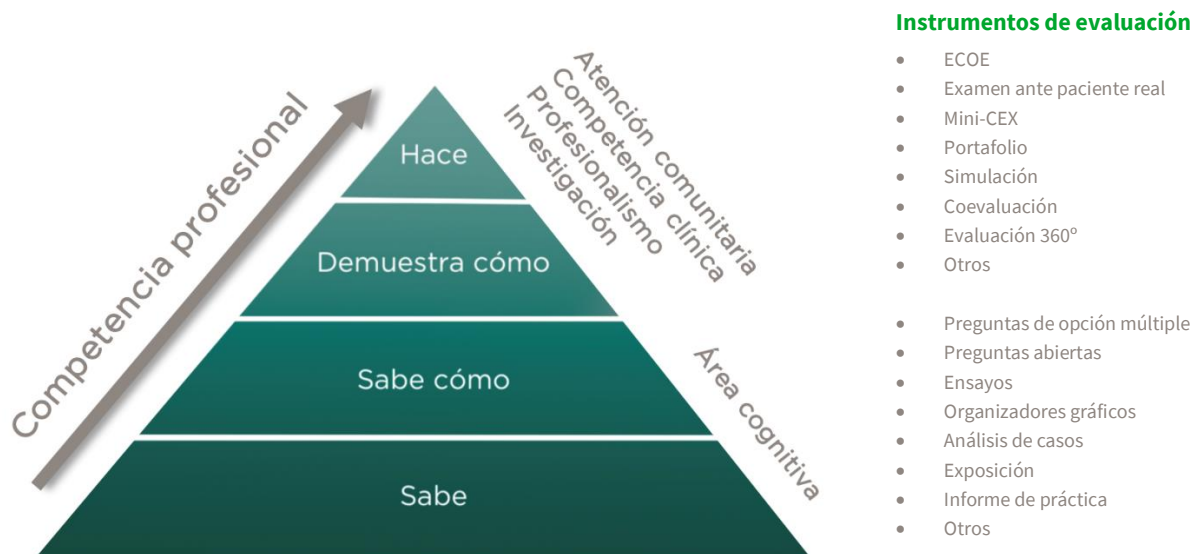 Competencia profesional
Hace
Demuestra cómo
Sabe cómo
Sabe
Atención comunitaria
Competencia clínica
Profesionalismo
Investigación
Área cognitiva
Instrumentos de evaluación
• ECOE
• Examen ante paciente real
• Mini-CEX
• Portafolio
• Simulación
• Coevaluación
• Evaluación 360º
• Otros
• Preguntas de opción múltiple
• Preguntas abiertas
• Ensayos
• Organizadores gráficos
• Análisis de casos
• Exposición
• Informe de práctica
• Otros